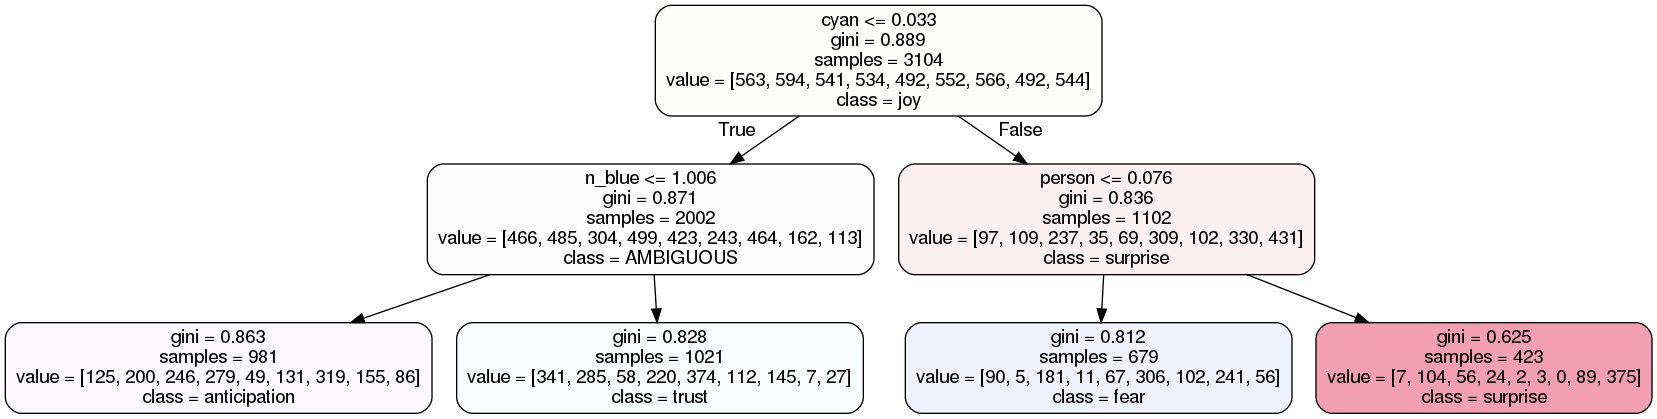 cyan <= 0.033
gini = 0.889
samples = 3104
value = [563, 594, 541, 534, 492, 552, 566, 492, 544]
class = joy
True
False
n_blue <= 1.006
gini = 0.871
samples = 2002
value = [466, 485, 304, 499, 423, 243, 464, 162, 113]
class = AMBIGUOUS
person <= 0.076
gini = 0.836
samples = 1102
value = [97, 109, 237, 35, 69, 309, 102, 330, 431]
class = surprise
gini = 0.863
samples = 981
value = [125, 200, 246, 279, 49, 131, 319, 155, 86]
class = anticipation
gini = 0.828
samples = 1021
value = [341, 285, 58, 220, 374, 112, 145, 7, 27]
class = trust
gini = 0.812
samples = 679
value = [90, 5, 181, 11, 67, 306, 102, 241, 56]
class = fear
gini = 0.625
samples = 423
value = [7, 104, 56, 24, 2, 3, 0, 89, 375]
class = surprise